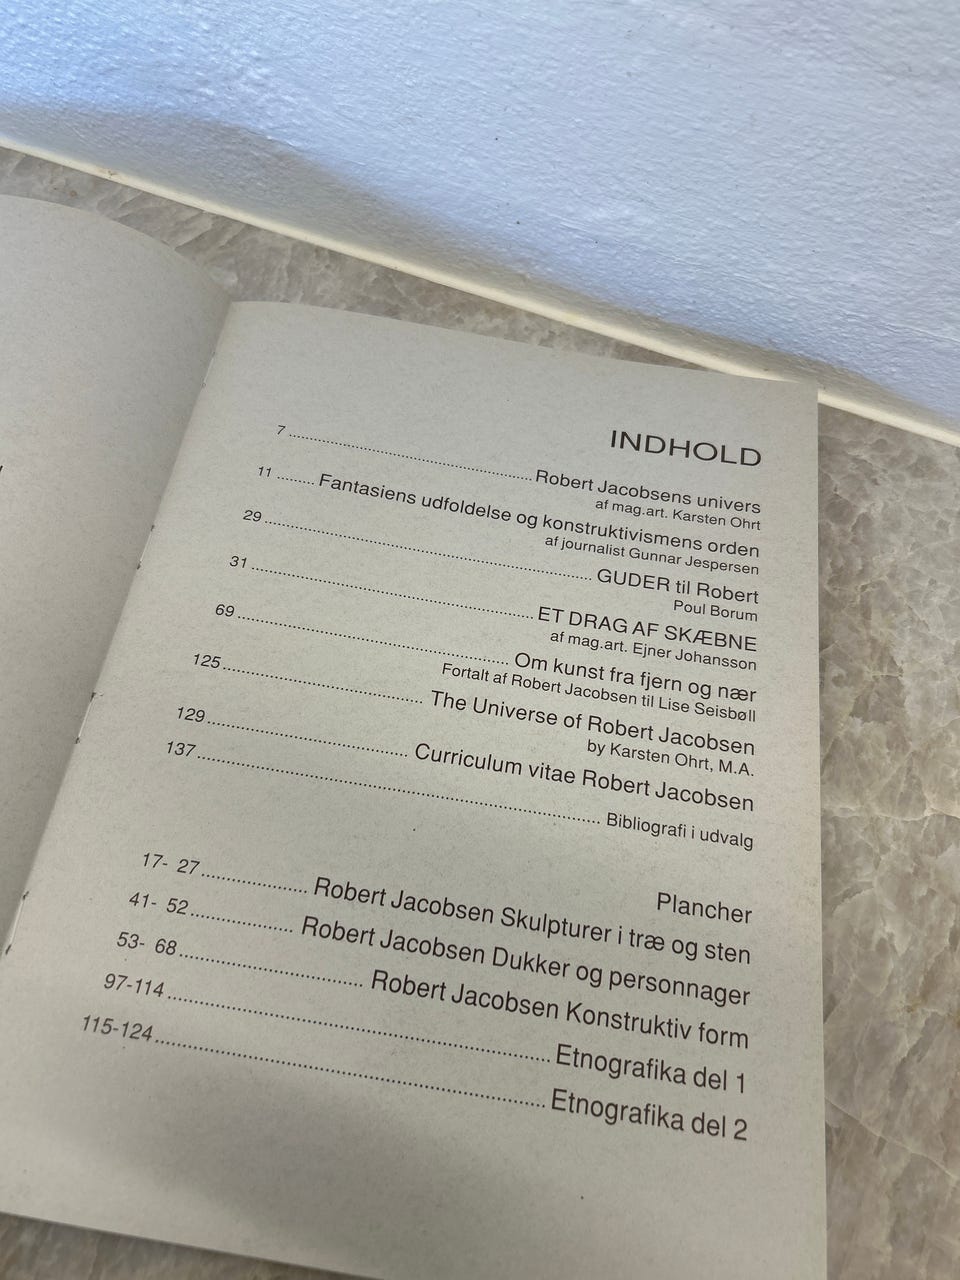 INDHOLD
7 ............ Robert Jacobsens univers
af mag.art. Karsten Ohrt
11 ......... Fantasiens udfoldelse og konstruktivismens orden
af journalist Gunnar Jespersen
29 ............ GUDER til Robert
Poul Borum
31 ............ ET DRAG AF SKÆBNE
af mag.art. Ejner Johansson
69 ............ Om kunst fra fjern og nær
Fortalt af Robert Jacobsen til Lise Seisbøll
125 ............ The Universe of Robert Jacobsen
by Karsten Ohrt, M.A.
129 ............ Curriculum vitae Robert Jacobsen
137 ............ Bibliografi i udvalg
Plancher
17- 27 ............ Robert Jacobsen Skulpturer i træ og sten
41- 52 ............ Robert Jacobsen Dukker og personnager
53- 68 ............ Robert Jacobsen Konstruktiv form
97-114 ............ Etnografika del 1
115-124 ............ Etnografika del 2